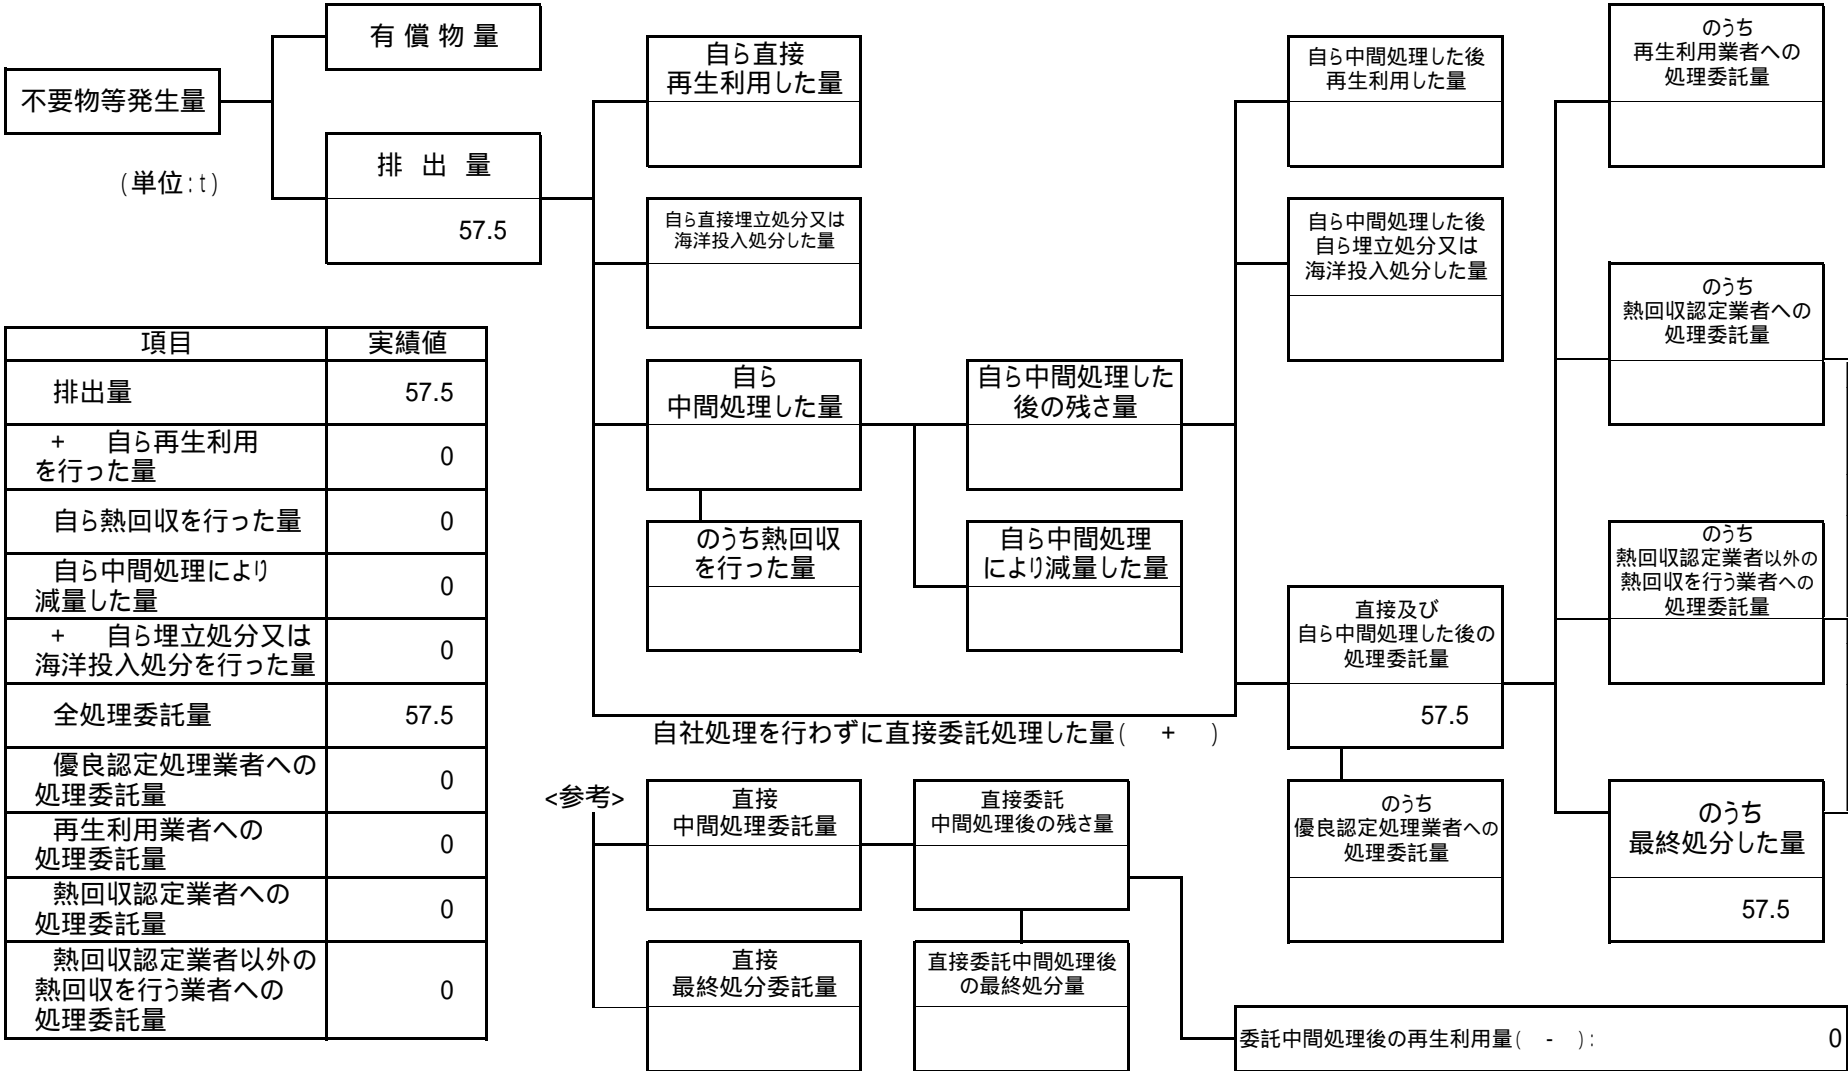 有 償 物 量
不要物等発生量
(単位:t)
排 出 量
57.5
自ら直接
再生利用した量
自ら直接埋立処分又は
海洋投入処分した量
自ら
中間処理した量
のうち熱回収
を行った量
自ら中間処理した
後の残さ量
自ら中間処理
により減量した量
自ら中間処理した後
再生利用した量
自ら中間処理した後
自ら埋立処分又は
海洋投入処分した量
直接及び
自ら中間処理した後の
処理委託量
57.5
のうち
優良認定処理業者への
処理委託量
のうち
再生利用業者への
処理委託量
のうち
熱回収認定業者への
処理委託量
のうち
熱回収認定業者以外の
熱回収を行う業者への
処理委託量
のうち
最終処分した量
57.5
自社処理を行わずに直接委託処理した量( + )
項目 実績値
排出量 57.5
+ 自ら再生利用
を行った量 0
自ら熱回収を行った量 0
自ら中間処理により
減量した量 0
+ 自ら埋立処分又は
海洋投入処分を行った量 0
全処理委託量 57.5
優良認定処理業者への
処理委託量 0
再生利用業者への
処理委託量 0
熱回収認定業者への
処理委託量 0
熱回収認定業者以外の
熱回収を行う業者への
処理委託量 0
<参考>
直接
中間処理委託量
直接委託
中間処理後の残さ量
直接
最終処分委託量
直接委託中間処理後
の最終処分量
委託中間処理後の再生利用量( - ): 0